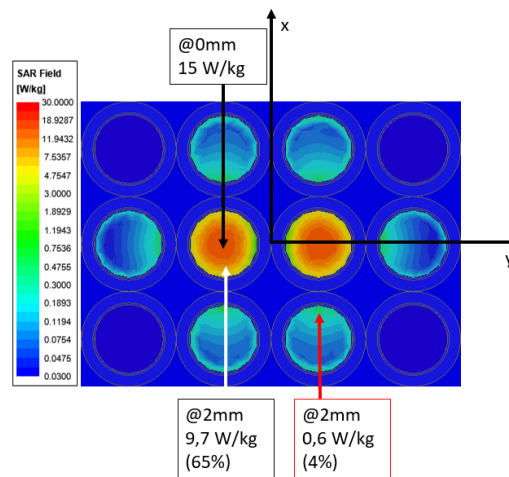 @0mm
15 W/kg
x
SAR Field
[W/kg]
30.0000
18.9287
11.9432
7.5357
4.7547
3.0000
1.8929
1.1943
0.7536
0.4755
0.3000
0.1893
0.1194
0.0754
0.0475
0.0300
y
@2mm
9,7 W/kg
(65%)
@2mm
0,6 W/kg
(4%)